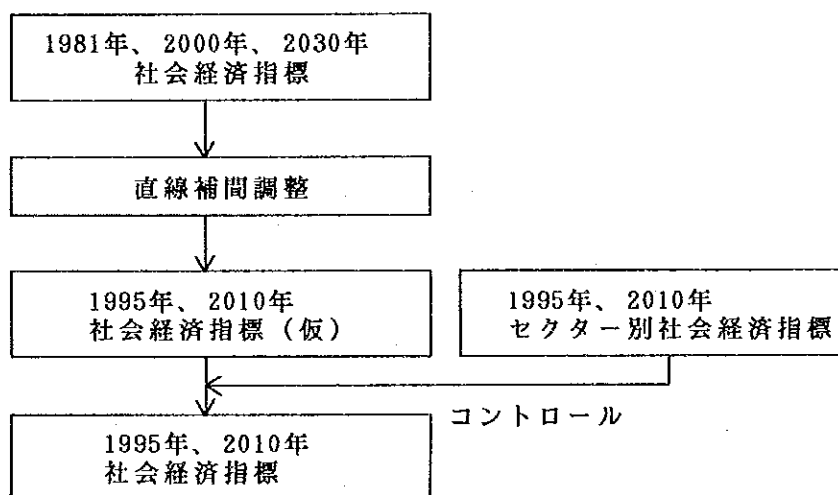 1981年、2000年、2030年
社会経済指標
直線補間調整
1995年、2010年
社会経済指標（仮）
1995年、2010年
セクター別社会経済指標
コントロール
1995年、2010年
社会経済指標